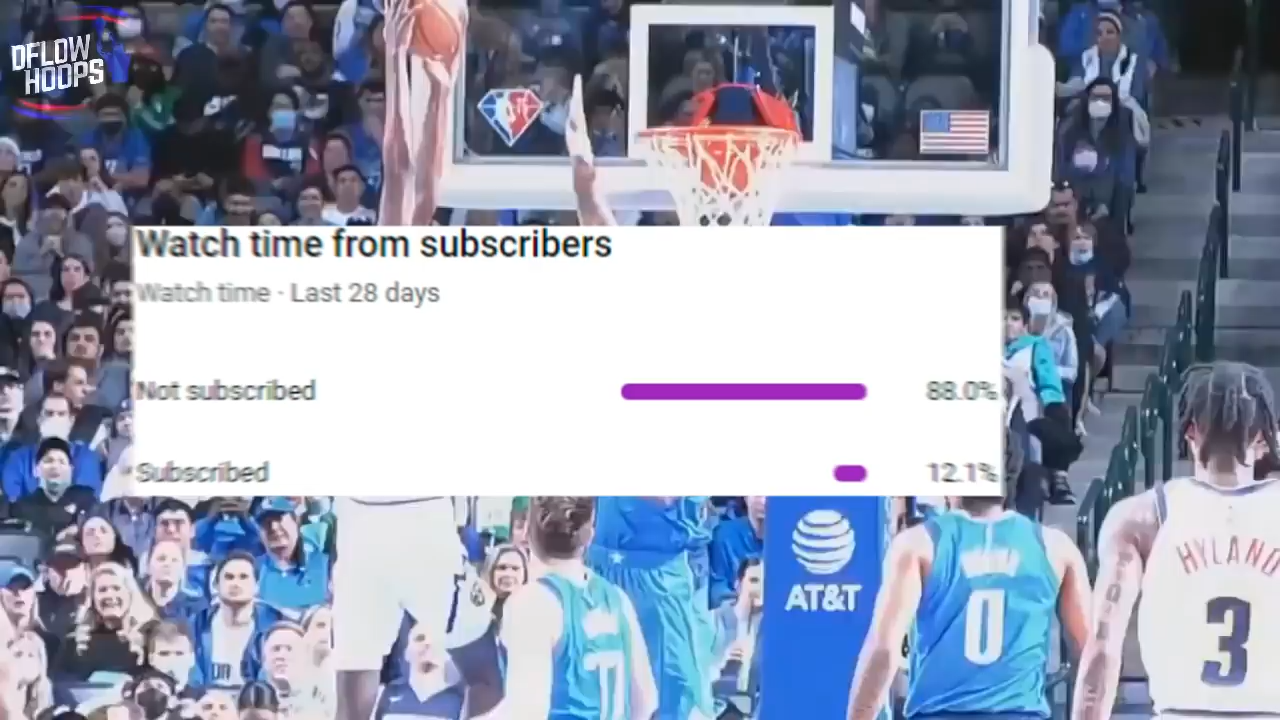 DFLOW
HOOPS
Watch time from subscribers
Watch time · Last 28 days
Not subscribed 88.0%
Subscribed 12.1%
AT&T
0
HYLAND
3
77